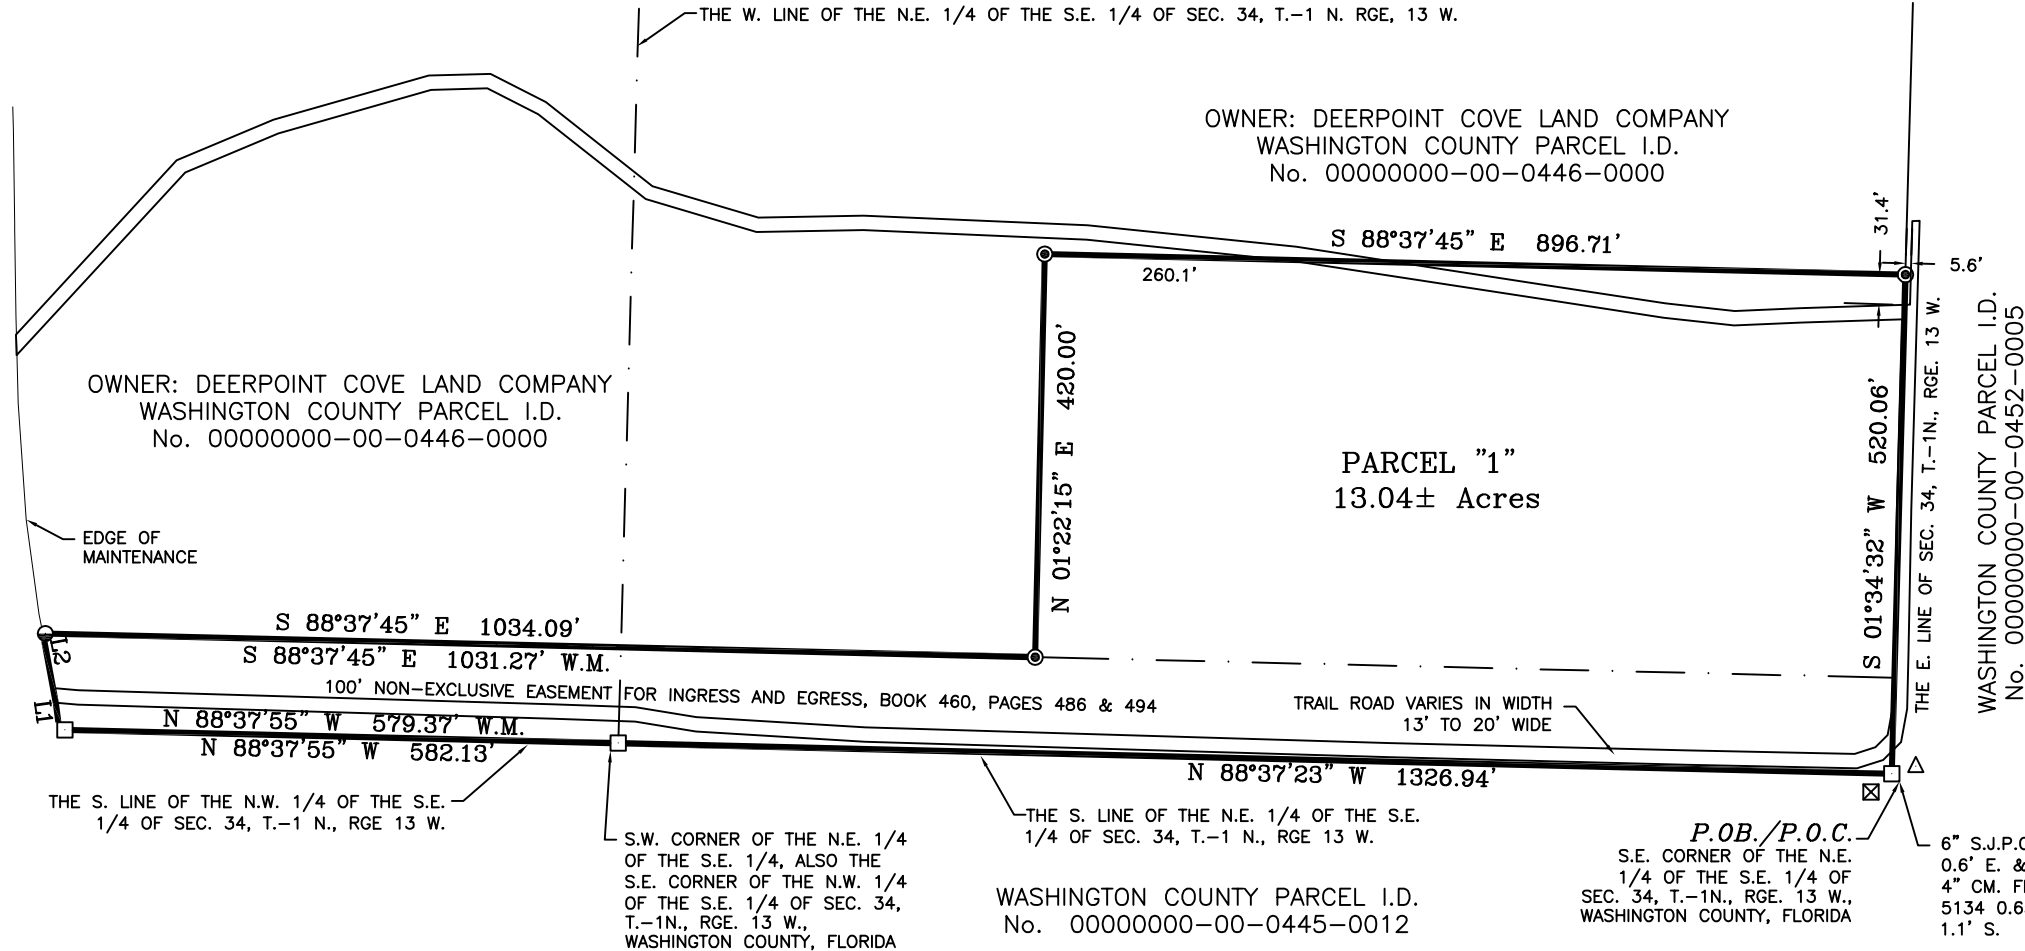 THE W. LINE OF THE N.E. 1/4 OF THE S.E. 1/4 OF SEC. 34, T.-1 N. RGE, 13 W.
OWNER: DEERPOINT COVE LAND COMPANY
WASHINGTON COUNTY PARCEL I.D.
No. 00000000-00-0446-0000
31.4'
S 88°37'45" E 896.71'
5.6'
260.1'
N 01°22'15" E 420.00'
OWNER: DEERPOINT COVE LAND COMPANY
WASHINGTON COUNTY PARCEL I.D.
No. 00000000-00-0446-0000
PARCEL "1"
13.04± Acres
S 01°34'32" W 520.06'
THE E. LINE OF SEC. 34, T.-1N., RGE. 13 W.
WASHINGTON COUNTY PARCEL I.D.
No. 00000000-00-0452-0005
EDGE OF
MAINTENANCE
S 88°37'45" E 1034.09'
S 88°37'45" E 1031.27' W.M.
L2
L1
100' NON-EXCLUSIVE EASEMENT FOR INGRESS AND EGRESS, BOOK 460, PAGES 486 & 494
TRAIL ROAD VARIES IN WIDTH
13' TO 20' WIDE
N 88°37'55" W 579.37' W.M.
N 88°37'55" W 582.13'
N 88°37'23" W 1326.94'
THE S. LINE OF THE N.W. 1/4 OF THE S.E.
1/4 OF SEC. 34, T.-1 N., RGE 13 W.
S.W. CORNER OF THE N.E. 1/4
OF THE S.E. 1/4, ALSO THE
S.E. CORNER OF THE N.W. 1/4
OF THE S.E. 1/4 OF SEC. 34,
T.-1N., RGE. 13 W.,
WASHINGTON COUNTY, FLORIDA
THE S. LINE OF THE N.E. 1/4 OF THE S.E.
1/4 OF SEC. 34, T.-1 N., RGE 13 W.
WASHINGTON COUNTY PARCEL I.D.
No. 00000000-00-0445-0012
P.OB./P.O.C.
S.E. CORNER OF THE N.E.
1/4 OF THE S.E. 1/4 OF
SEC. 34, T.-1N., RGE. 13 W.,
WASHINGTON COUNTY, FLORIDA
6" S.J.P.
0.6' E. &
4" CM.
5134
1.1' S.